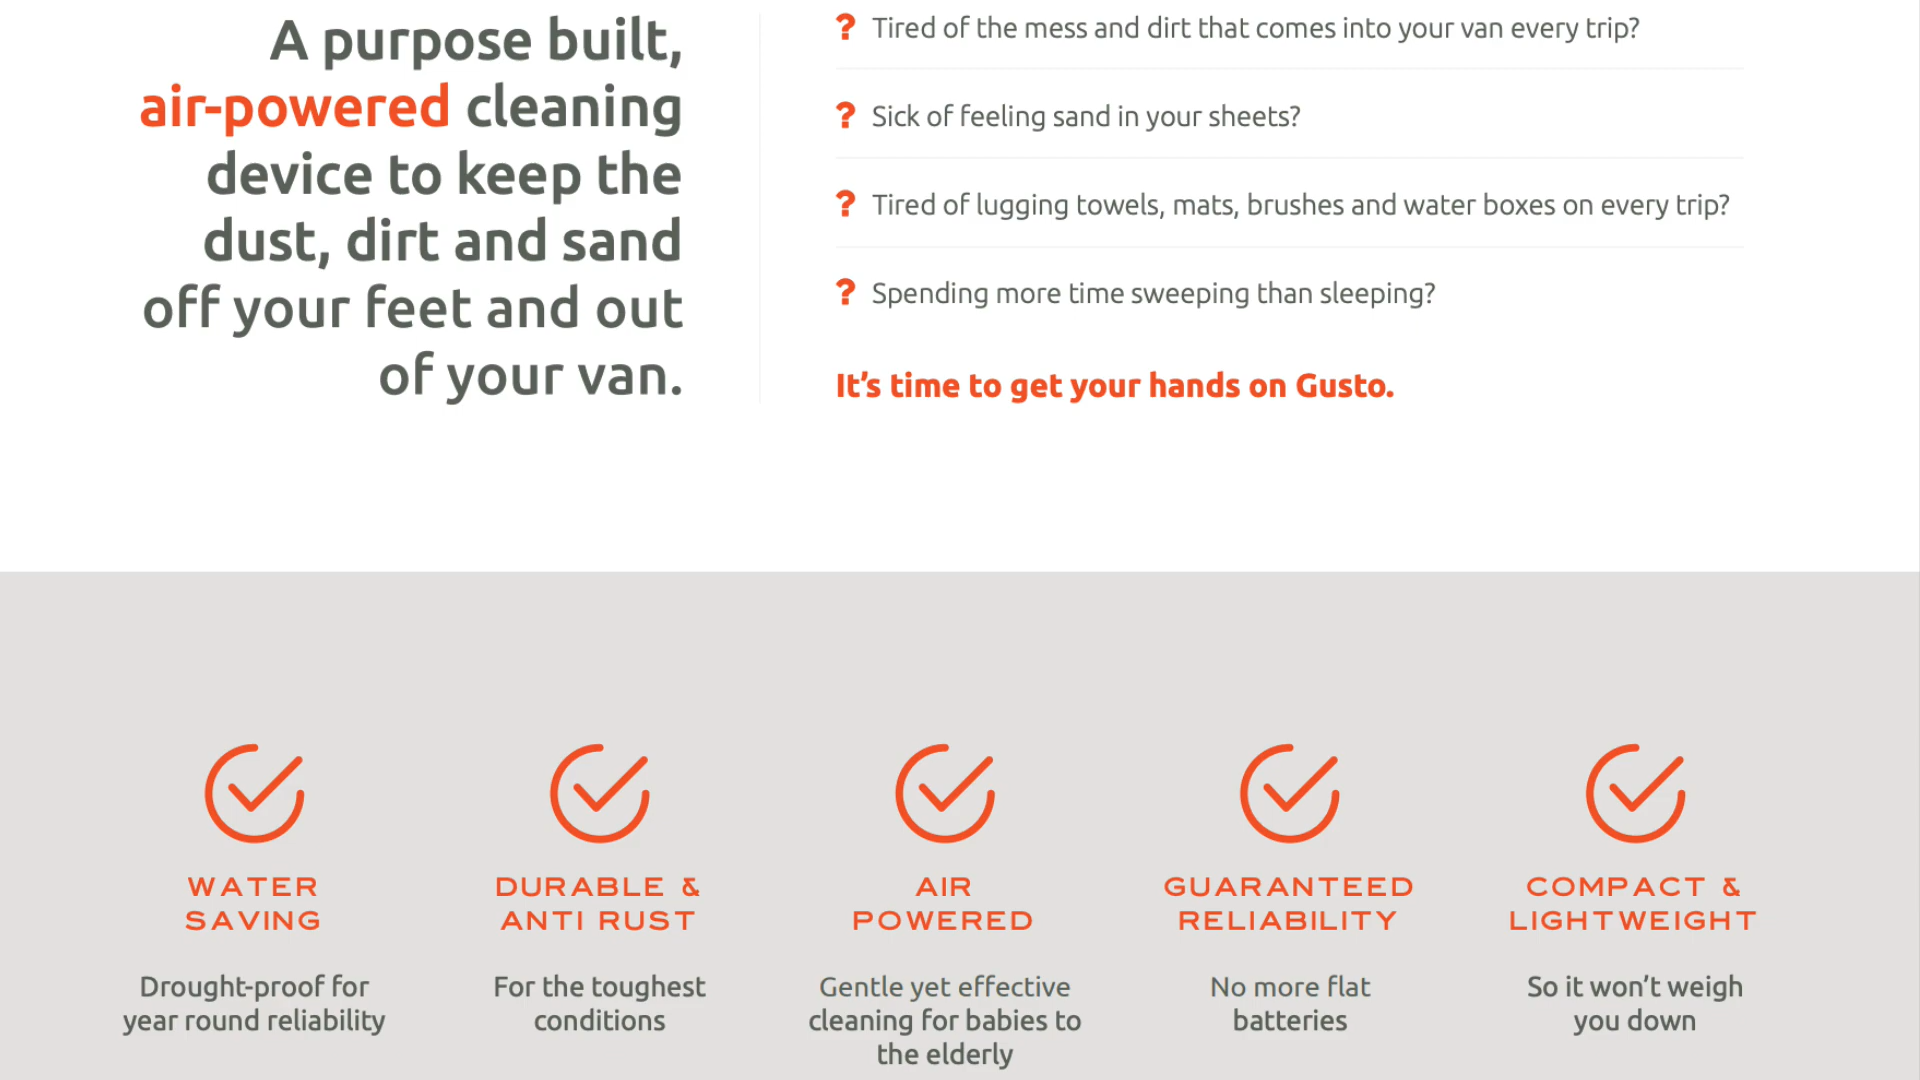 A purpose built,
air-powered cleaning
device to keep the
dust, dirt and sand
off your feet and out
of your van.
? Tired of the mess and dirt that comes into your van every trip?
? Sick of feeling sand in your sheets?
? Tired of lugging towels, mats, brushes and water boxes on every trip?
? Spending more time sweeping than sleeping?
It’s time to get your hands on Gusto.
WATER
SAVING
Drought-proof for
year round reliability
DURABLE &
ANTI RUST
For the toughest
conditions
AIR
POWERED
Gentle yet effective
cleaning for babies to
the elderly
GUARANTEED
RELIABILITY
No more flat
batteries
COMPACT &
LIGHTWEIGHT
So it won’t weigh
you down